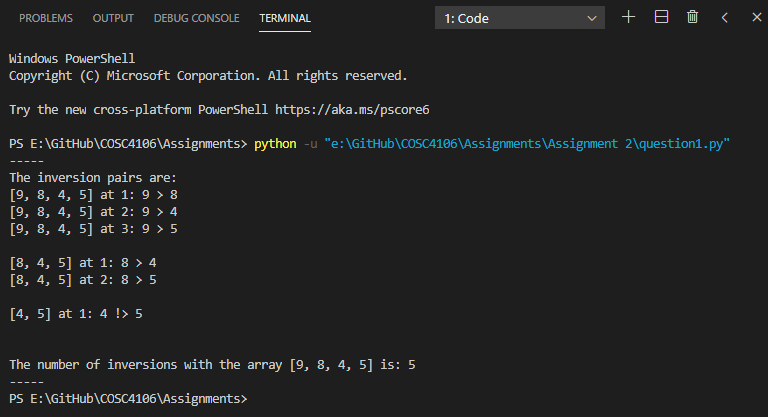 PROBLEMS OUTPUT DEBUG CONSOLE TERMINAL 1: Code
Windows PowerShell
Copyright (C) Microsoft Corporation. All rights reserved.
Try the new cross-platform PowerShell https://aka.ms/pscore6
PS E:\GitHub\COSC4106\Assignments> python -u "e:\GitHub\COSC4106\Assignments\Assignment 2\question1.py"
-----
The inversion pairs are:
[9, 8, 4, 5] at 1: 9 > 8
[9, 8, 4, 5] at 2: 9 > 4
[9, 8, 4, 5] at 3: 9 > 5
[8, 4, 5] at 1: 8 > 4
[8, 4, 5] at 2: 8 > 5
[4, 5] at 1: 4 !> 5
The number of inversions with the array [9, 8, 4, 5] is: 5
-----
PS E:\GitHub\COSC4106\Assignments>